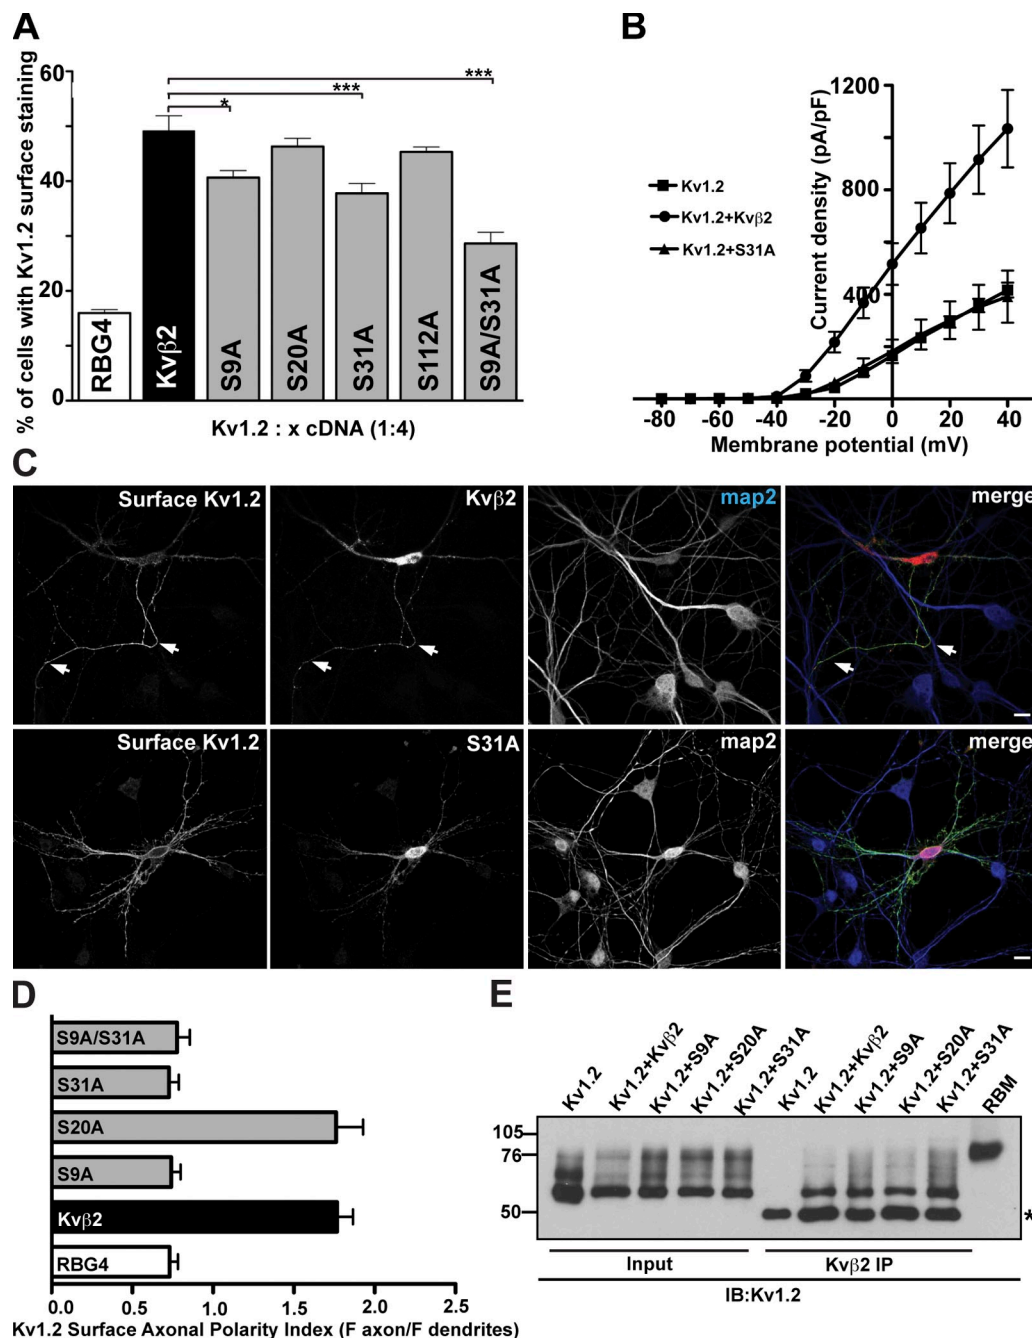 A
% of cells with Kv1.2 surface staining
60
40
20
0
*
***
***
RBG4
Kvβ2
S9A
S20A
S31A
S112A
S9A/S31A
Kv1.2 : x cDNA (1:4)
B
Current density (pA/pF)
1200
800
400
Kv1.2
Kv1.2+Kvβ2
Kv1.2+S31A
-80 -60 -40 -20 0 20 40
Membrane potential (mV)
C
Surface Kv1.2
Kvβ2
map2
merge
Surface Kv1.2
S31A
map2
merge
D
S9A/S31A
S31A
S20A
S9A
Kvβ2
RBG4
0.0 0.5 1.0 1.5 2.0 2.5
Kv1.2 Surface Axonal Polarity Index (F axon/F dendrites)
E
Kv1.2
Kv1.2+Kvβ2
Kv1.2+S9A
Kv1.2+S20A
Kv1.2+S31A
Kv1.2
Kv1.2+Kvβ2
Kv1.2+S9A
Kv1.2+S20A
Kv1.2+S31A
RBM
105
76
50
*
Input
Kvβ2 IP
IB:Kv1.2